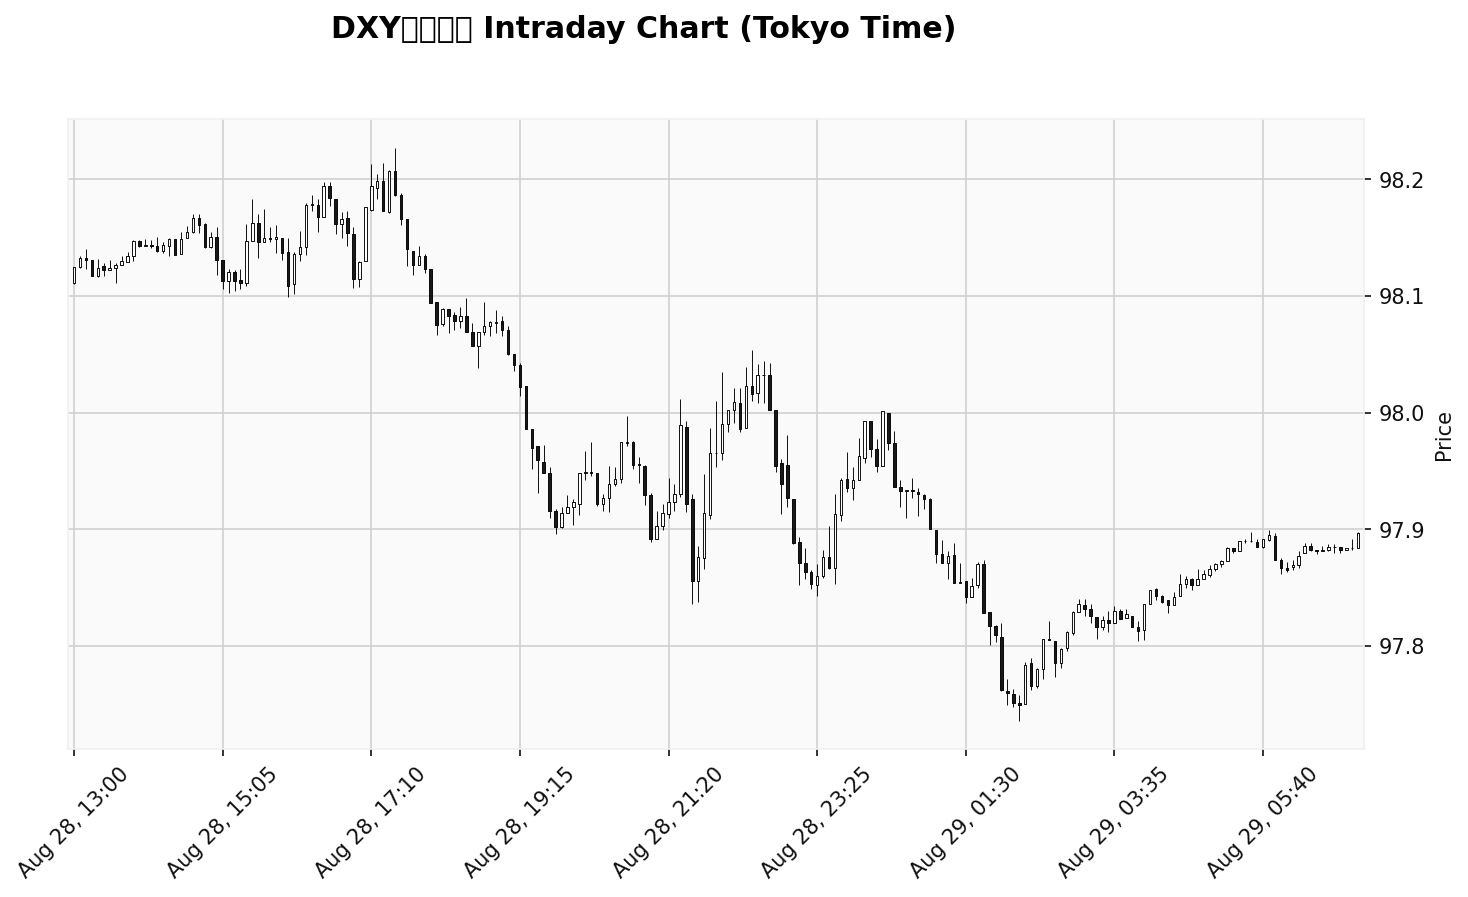 DXY Intraday Chart (Tokyo Time)
98.2
98.1
98.0
97.9
97.8
Price
Aug 28, 13:00
Aug 28, 15:05
Aug 28, 17:10
Aug 28, 19:15
Aug 28, 21:20
Aug 28, 23:25
Aug 29, 01:30
Aug 29, 03:35
Aug 29, 05:40